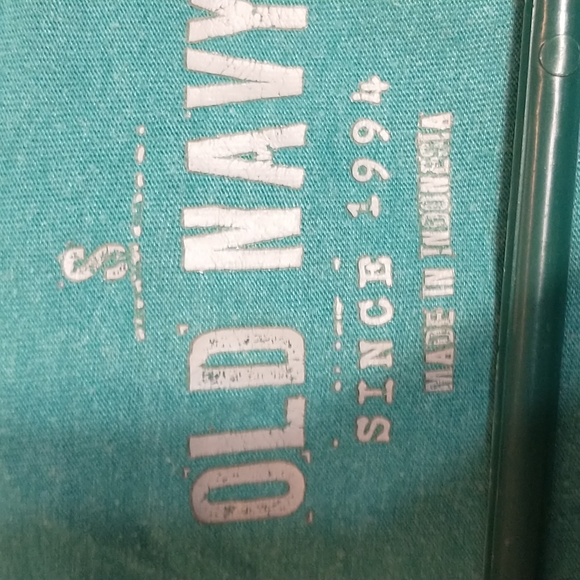 S
OLD NAVY
SINCE 1994
MADE IN INDONESIA